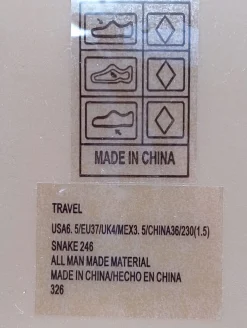 MADE IN CHINA
TRAVEL
USA6. 5/EU37/UK4/MEX3. 5/CHINA36/230(1.5)
SNAKE 246
ALL MAN MADE MATERIAL
MADE IN CHINA/HECHO EN CHINA
326